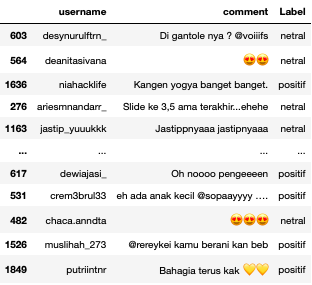 username comment Label
603 desynurulftrn_ Di gantole nya ? @voiiifs netral
564 deanitasivana 😍😍 netral
1636 niahacklife Kangen yogya banget banget. positif
276 ariesmnandarr_ Slide ke 3,5 ama terakhir...ehehe netral
1163 jastip_yuuukkk Jastippnyaaa jastipnyaaa netral
... ... ... ...
617 dewiajasi_ Oh noooo pengeeeen positif
531 crem3brul33 eh ada anak kecil @sopaayyyy .... positif
482 chaca.anndta 😍😍😍 netral
1526 muslihah_273 @rereykei kamu berani kan beb positif
1849 putriintnr Bahagia terus kak 💛💛 positif